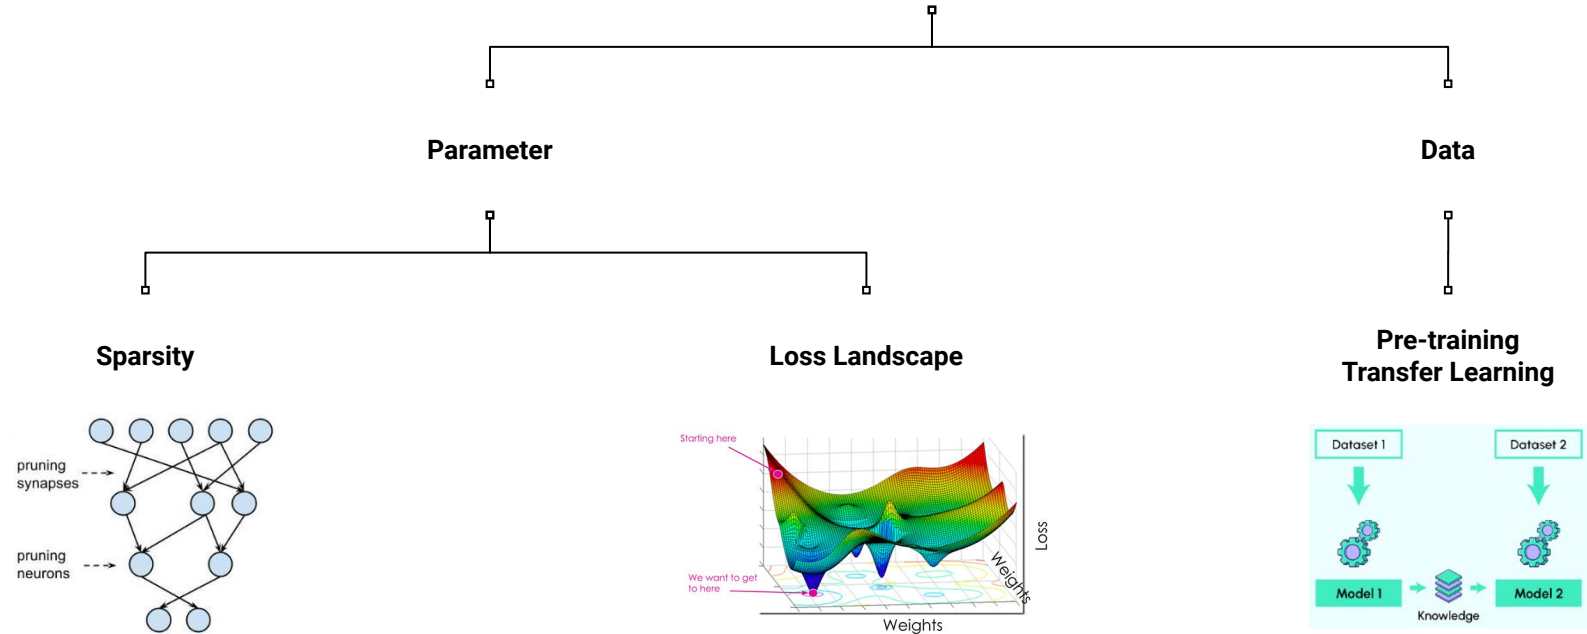 Parameter
Data
Sparsity
Loss Landscape
Pre-training
Transfer Learning
pruning
synapses
pruning
neurons
Starting here
We want to get
to here
Loss
Weights
Weights
Dataset 1
Dataset 2
Model 1
Model 2
Knowledge